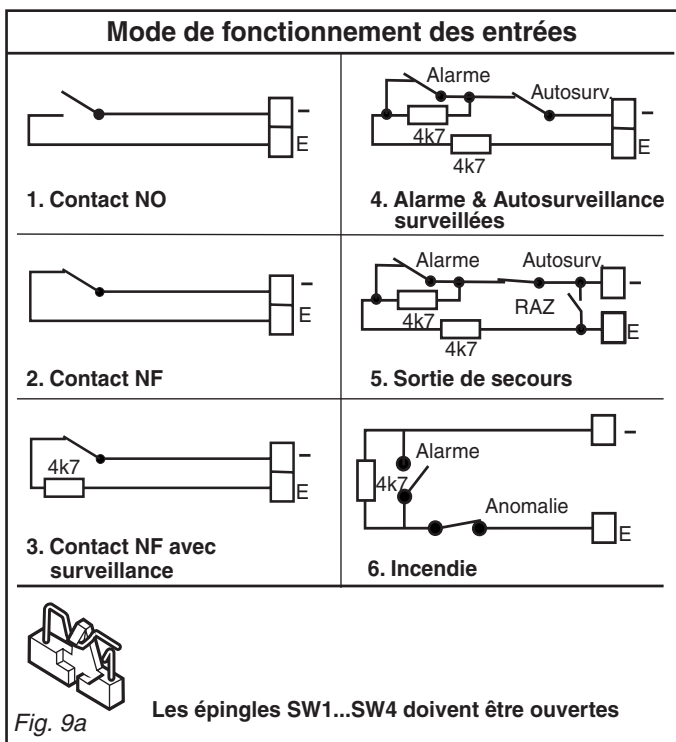 Mode de fonctionnement des entrées
–
E
1. Contact NO
Alarme
Autosurv.
4k7
4k7
–
E
4. Alarme & Autosurveillance
surveillées
–
E
2. Contact NF
Alarme
Autosurv.
4k7
RAZ
4k7
–
E
5. Sortie de secours
4k7
–
E
3. Contact NF avec
surveillance
–
Alarme
4k7
Anomalie
E
6. Incendie
Fig. 9a
Les épingles SW1...SW4 doivent être ouvertes